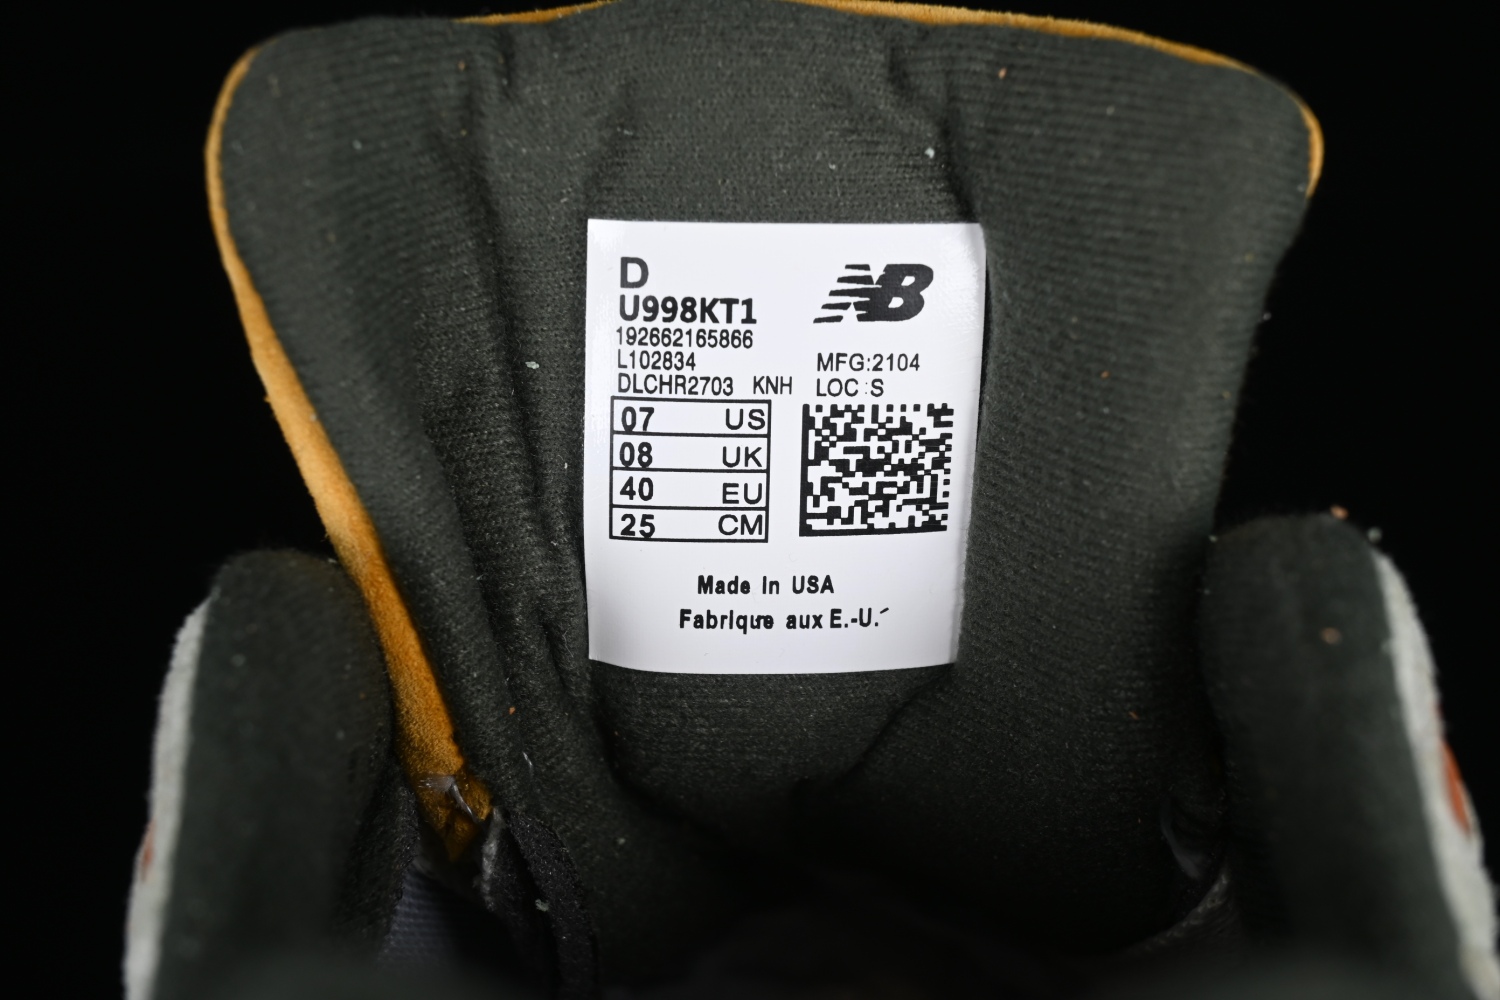 D
NB
U998KT1
192662165866
L102834
MFG:2104
DLCHR2703 KNH
LOC:S
07 US
08 UK
40 EU
25 CM
Made In USA
Fabrique aux E.-U.